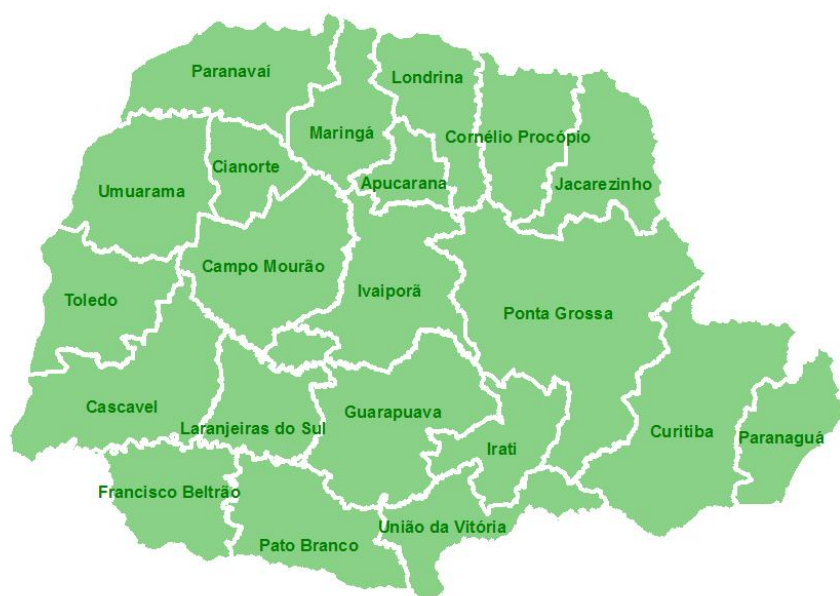 Paranavaí
Londrina
Maringá
Cornélio Procópio
Cianorte
Apucarana
Jacarezinho
Umuarama
Campo Mourão
Ivaiporã
Toledo
Ponta Grossa
Cascavel
Laranjeiras do Sul
Guarapuava
Irati
Curitiba
Paranaguá
Francisco Beltrão
Pato Branco
União da Vitória